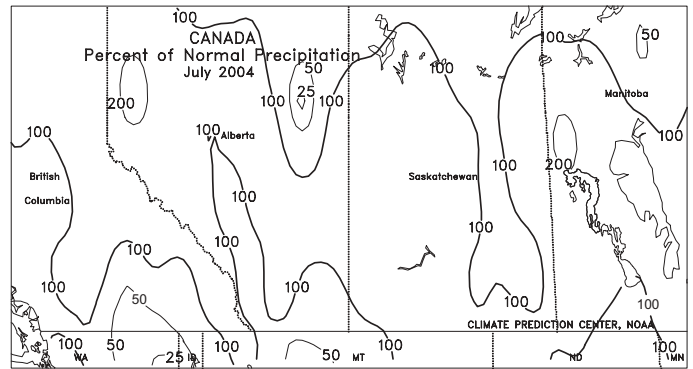 100
CANADA
50
100
Percent of Normal Precipitation
50
July 2004
100
25
200
100
100
Manitoba
100
100
Alberta
100
200
British
Saskatchewan
100
Columbia
100
100
100
100
100
100
100
50
100
100
CLIMATE PREDICTION CENTER, NOAA
100
WA
50
25
ID
100
50
MT
100
ND
100
MN